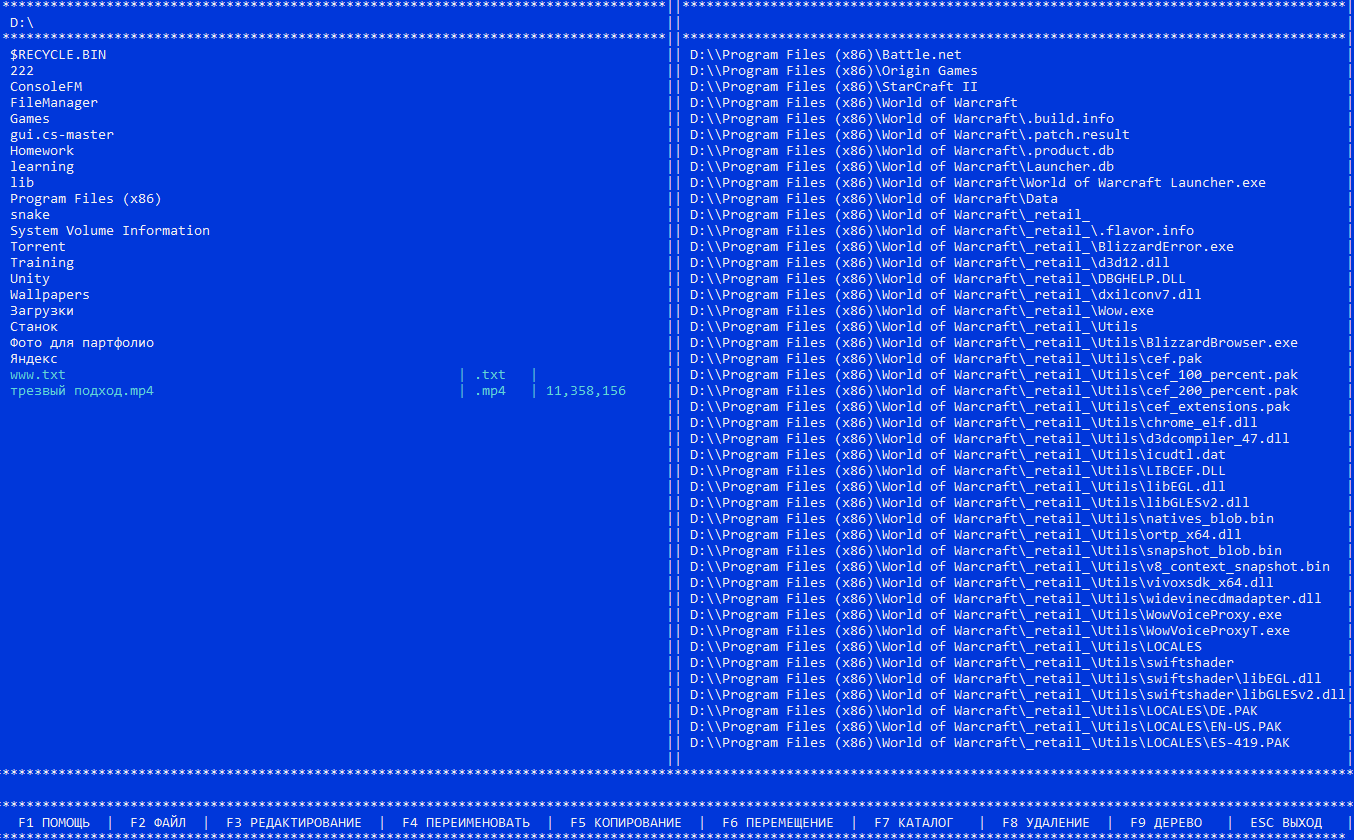 D:\
$RECYCLE.BIN
222
ConsoleFM
FileManager
Games
gui.cs-master
Homework
learning
lib
Program Files (x86)
snake
System Volume Information
Torrent
Training
Unity
Wallpapers
Загрузки
Станок
Фото для партфолио
Яндекс
www.txt | .txt |
трезвый подход.mp4 | .mp4 | 11,358,156
D:\\Program Files (x86)\Battle.net
D:\\Program Files (x86)\Origin Games
D:\\Program Files (x86)\StarCraft II
D:\\Program Files (x86)\World of Warcraft
D:\\Program Files (x86)\World of Warcraft\.build.info
D:\\Program Files (x86)\World of Warcraft\.patch.result
D:\\Program Files (x86)\World of Warcraft\.product.db
D:\\Program Files (x86)\World of Warcraft\Launcher.db
D:\\Program Files (x86)\World of Warcraft\World of Warcraft Launcher.exe
D:\\Program Files (x86)\World of Warcraft\Data
D:\\Program Files (x86)\World of Warcraft\_retail_
D:\\Program Files (x86)\World of Warcraft\_retail_\.flavor.info
D:\\Program Files (x86)\World of Warcraft\_retail_\BlizzardError.exe
D:\\Program Files (x86)\World of Warcraft\_retail_\d3d12.dll
D:\\Program Files (x86)\World of Warcraft\_retail_\DBGHELP.DLL
D:\\Program Files (x86)\World of Warcraft\_retail_\dxilconv7.dll
D:\\Program Files (x86)\World of Warcraft\_retail_\Wow.exe
D:\\Program Files (x86)\World of Warcraft\_retail_\Utils
D:\\Program Files (x86)\World of Warcraft\_retail_\Utils\BlizzardBrowser.exe
D:\\Program Files (x86)\World of Warcraft\_retail_\Utils\cef.pak
D:\\Program Files (x86)\World of Warcraft\_retail_\Utils\cef_100_percent.pak
D:\\Program Files (x86)\World of Warcraft\_retail_\Utils\cef_200_percent.pak
D:\\Program Files (x86)\World of Warcraft\_retail_\Utils\cef_extensions.pak
D:\\Program Files (x86)\World of Warcraft\_retail_\Utils\chrome_elf.dll
D:\\Program Files (x86)\World of Warcraft\_retail_\Utils\d3dcompiler_47.dll
D:\\Program Files (x86)\World of Warcraft\_retail_\Utils\icudtl.dat
D:\\Program Files (x86)\World of Warcraft\_retail_\Utils\LIBCEF.DLL
D:\\Program Files (x86)\World of Warcraft\_retail_\Utils\libEGL.dll
D:\\Program Files (x86)\World of Warcraft\_retail_\Utils\libGLESv2.dll
D:\\Program Files (x86)\World of Warcraft\_retail_\Utils\natives_blob.bin
D:\\Program Files (x86)\World of Warcraft\_retail_\Utils\ortp_x64.dll
D:\\Program Files (x86)\World of Warcraft\_retail_\Utils\snapshot_blob.bin
D:\\Program Files (x86)\World of Warcraft\_retail_\Utils\v8_context_snapshot.bin
D:\\Program Files (x86)\World of Warcraft\_retail_\Utils\vivoxsdk_x64.dll
D:\\Program Files (x86)\World of Warcraft\_retail_\Utils\widevinecdmadapter.dll
D:\\Program Files (x86)\World of Warcraft\_retail_\Utils\WowVoiceProxy.exe
D:\\Program Files (x86)\World of Warcraft\_retail_\Utils\WowVoiceProxyT.exe
D:\\Program Files (x86)\World of Warcraft\_retail_\Utils\LOCALES
D:\\Program Files (x86)\World of Warcraft\_retail_\Utils\swiftshader
D:\\Program Files (x86)\World of Warcraft\_retail_\Utils\swiftshader\libEGL.dll
D:\\Program Files (x86)\World of Warcraft\_retail_\Utils\swiftshader\libGLESv2.dll
D:\\Program Files (x86)\World of Warcraft\_retail_\Utils\LOCALES\DE.PAK
D:\\Program Files (x86)\World of Warcraft\_retail_\Utils\LOCALES\EN-US.PAK
D:\\Program Files (x86)\World of Warcraft\_retail_\Utils\LOCALES\ES-419.PAK
F1 ПОМОЩЬ | F2 ФАЙЛ | F3 РЕДАКТИРОВАНИЕ | F4 ПЕРЕИМЕНОВАТЬ | F5 КОПИРОВАНИЕ | F6 ПЕРЕМЕЩЕНИЕ | F7 КАТАЛОГ | F8 УДАЛЕНИЕ | F9 ДЕРЕВО | ESC ВЫХОД |